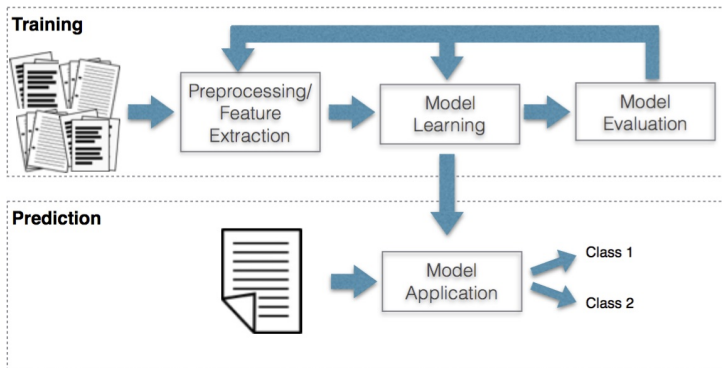 Training
Preprocessing/
Feature
Extraction
Model
Learning
Model
Evaluation
Prediction
Model
Application
Class 1
Class 2